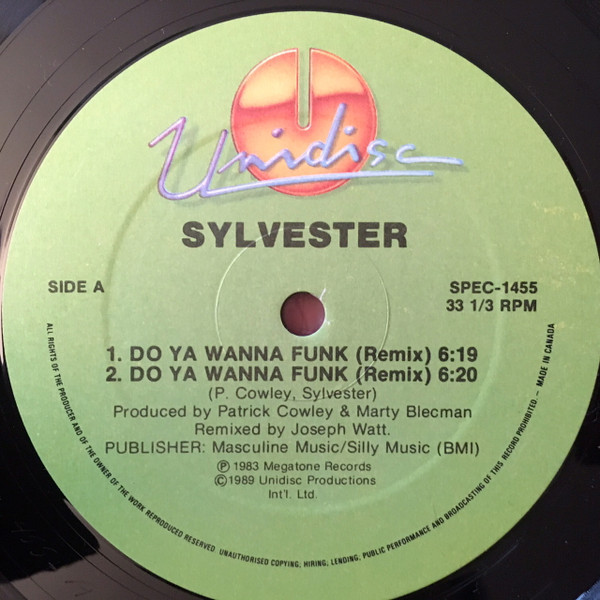 Unidisc
SYLVESTER
SIDE A
SPEC-1455
33 1/3 RPM
1. DO YA WANNA FUNK (Remix) 6:19
2. DO YA WANNA FUNK (Remix) 6:20
(P. Cowley, Sylvester)
Produced by Patrick Cowley & Marty Blecman
Remixed by Joseph Watt.
PUBLISHER: Masculine Music/Silly Music (BMI)
Ⓟ 1983 Megatone Records
©1989 Unidisc Productions
Int'l. Ltd.
ALL RIGHTS OF THE PRODUCER AND OF THE OWNER OF THE WORK REPRODUCED RESERVED. UNAUTHORISED COPYING, HIRING, LENDING, PUBLIC PERFORMANCE AND BROADCASTING OF THIS RECORD PROHIBITED. – MADE IN CANADA